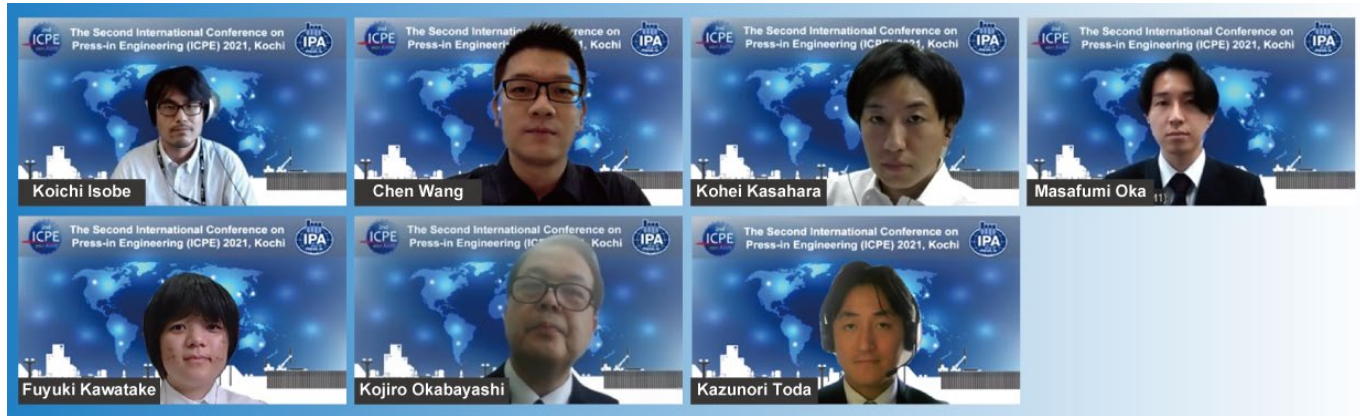 ICPE
The Second International Conference on
Press-in Engineering (ICPE) 2021, Kochi
IPA
Koichi Isobe
ICPE
The Second International Conference on
Press-in Engineering (ICPE) 2021, Kochi
IPA
Chen Wang
ICPE
The Second International Conference on
Press-in Engineering (ICPE) 2021, Kochi
IPA
Kohei Kasahara
ICPE
The Second International Conference on
Press-in Engineering (ICPE) 2021, Kochi
IPA
Masafumi Oka
ICPE
The Second International Conference on
Press-in Engineering (ICPE) 2021, Kochi
IPA
Fuyuki Kawatake
ICPE
The Second International Conference on
Press-in Engineering (ICPE) 2021, Kochi
IPA
Kojiro Okabayashi
ICPE
The Second International Conference on
Press-in Engineering (ICPE) 2021, Kochi
IPA
Kazunori Toda